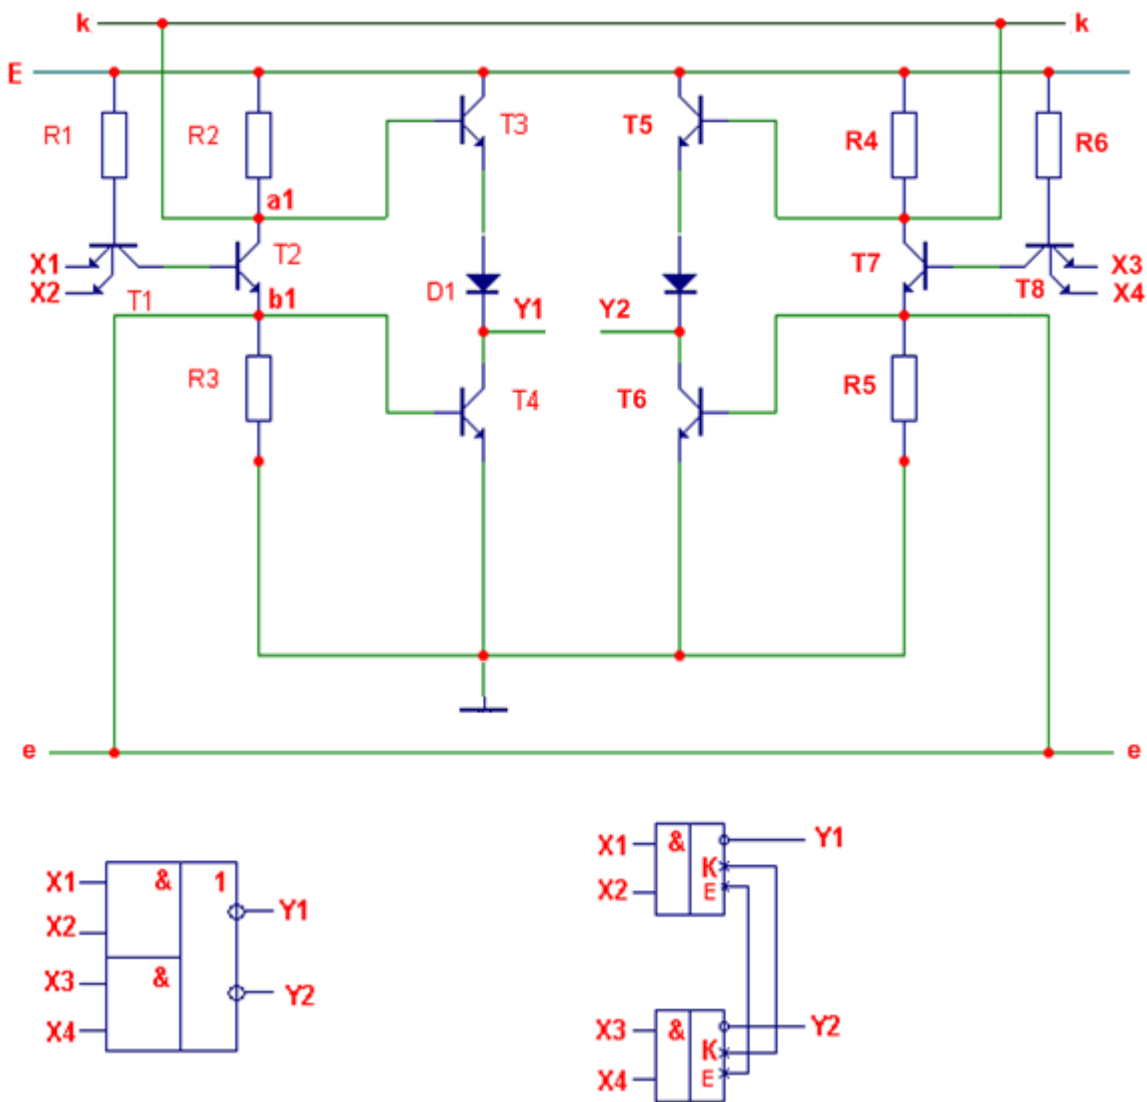 k k
E
R1 R2 T3 T5 R4 R6
a1
X1 T2 T7 X3
X2 T1 b1 T8 X4
D1 Y1 Y2
R3 T4 T6 R5
e e
X1 & 1 Y1
X2
X3 & Y2
X4
X1 & Y1
K
X2 E
X3 & Y2
K
X4 E